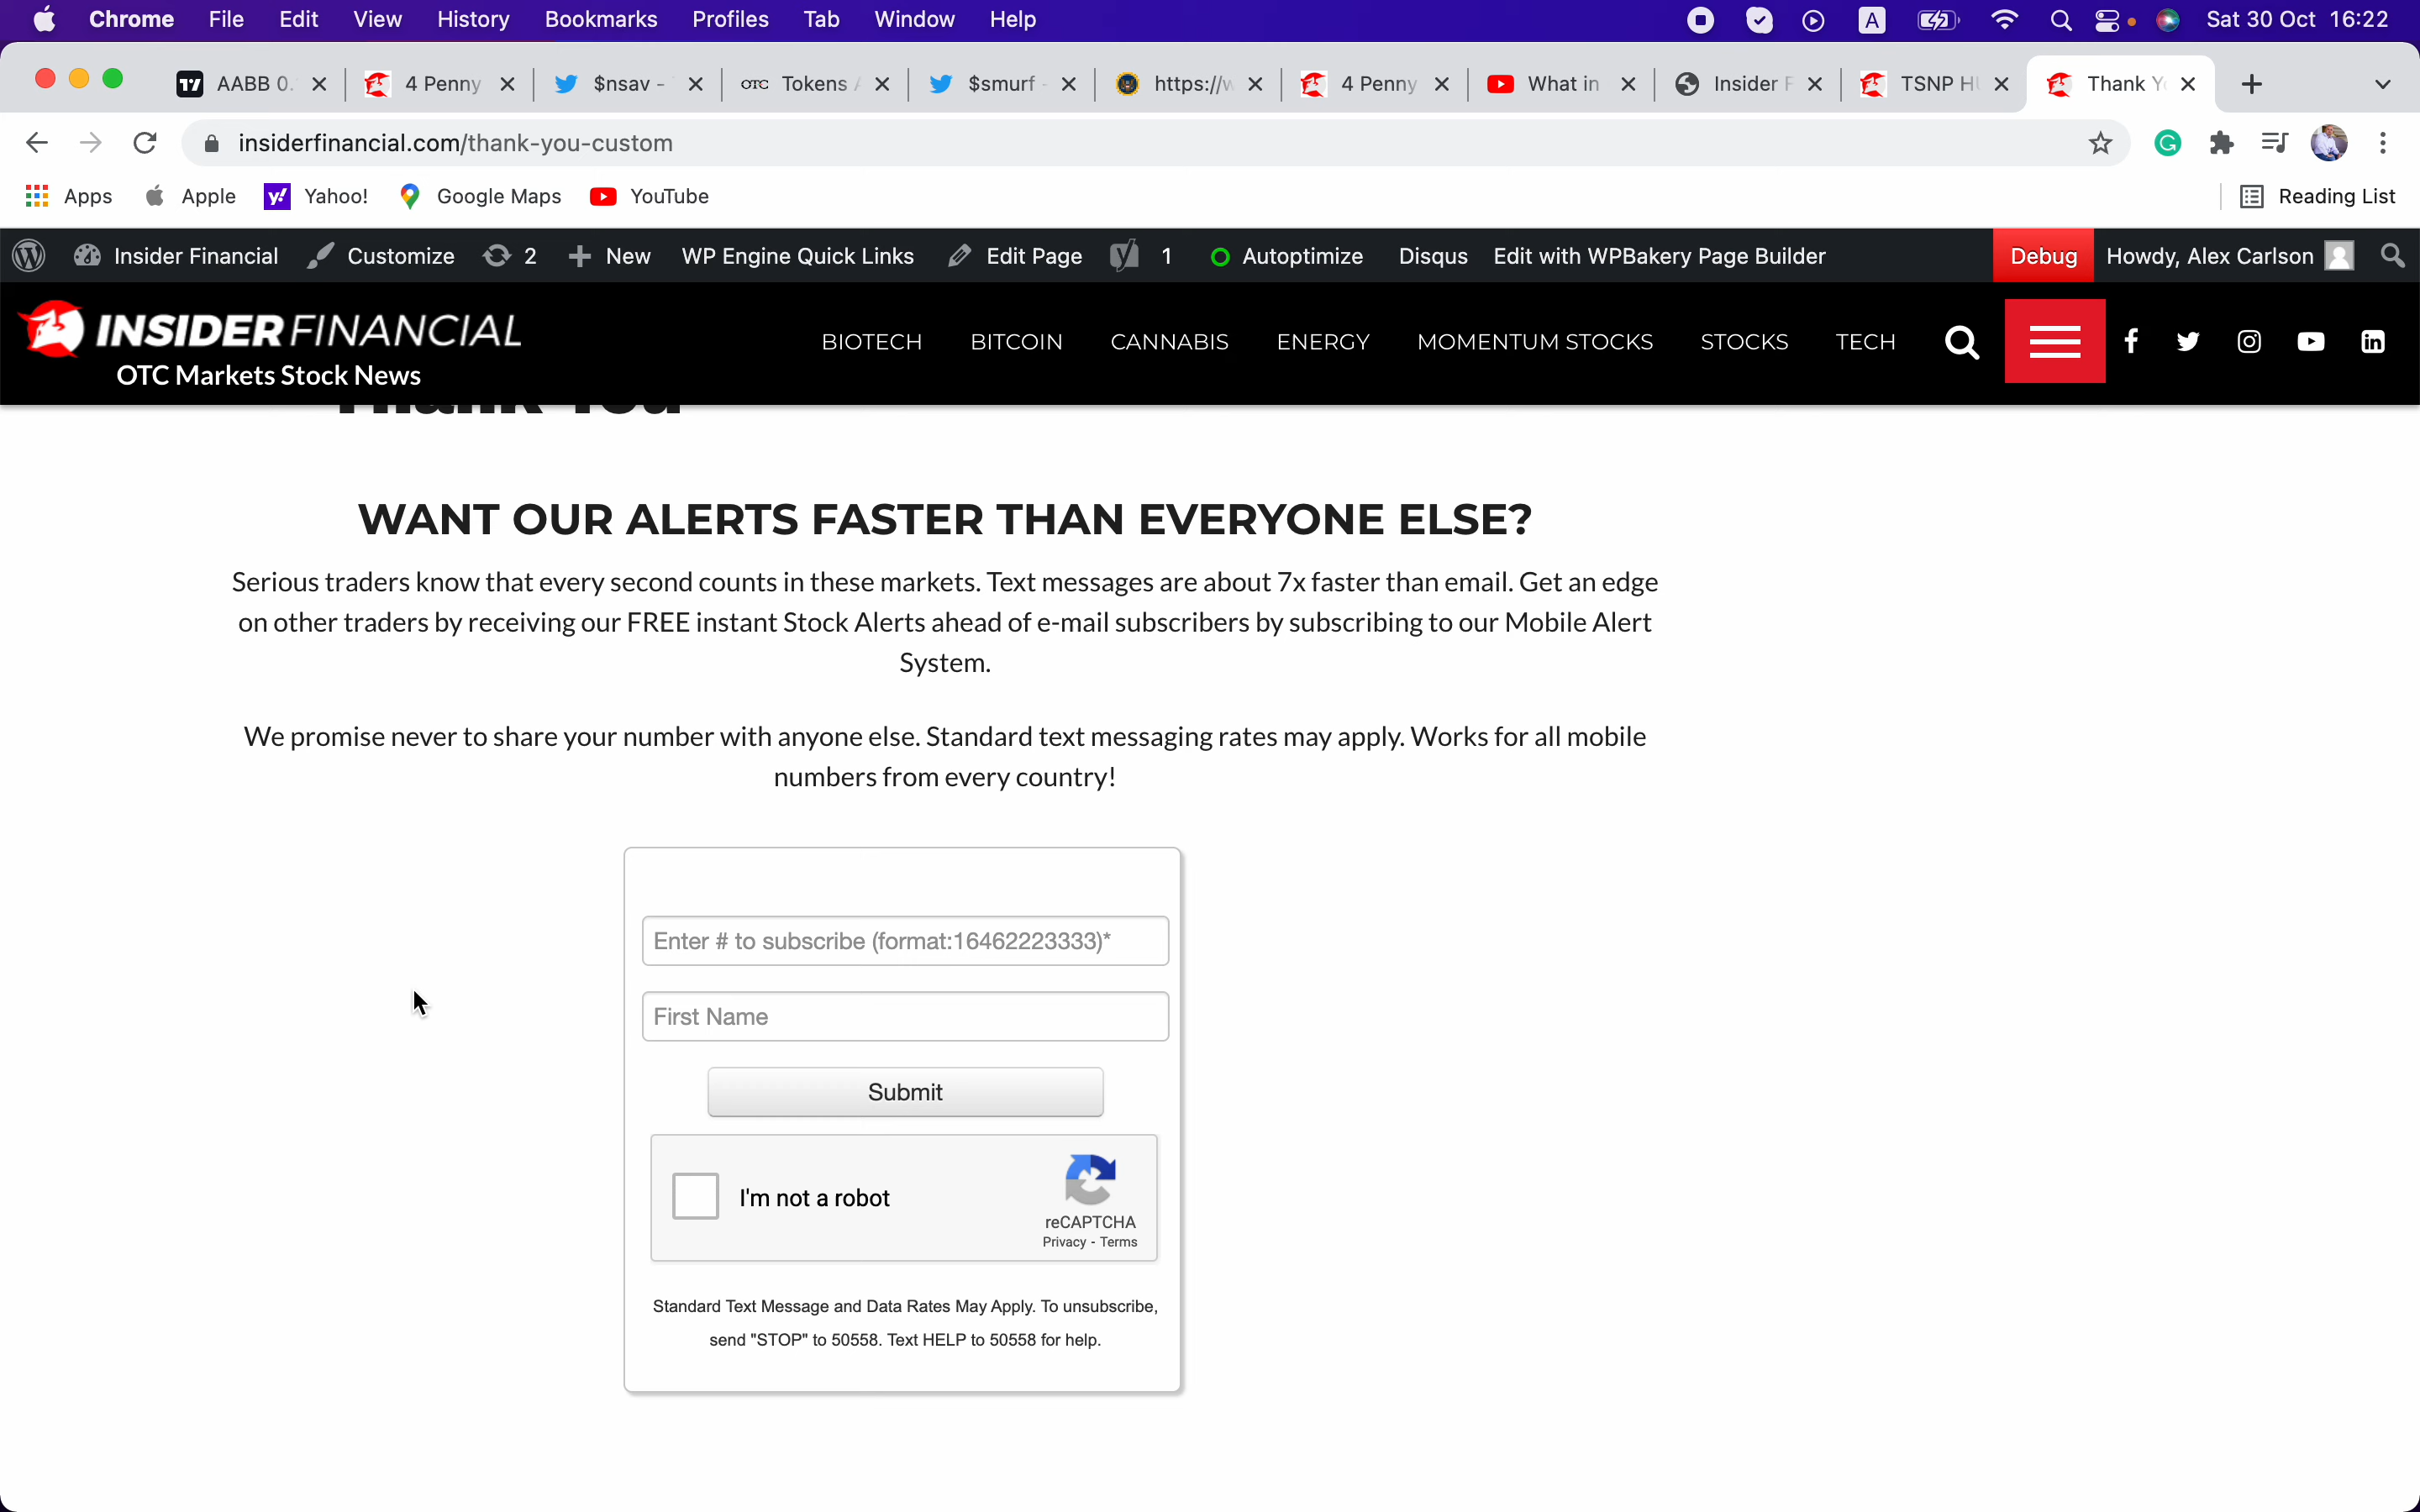 Chrome File Edit View History Bookmarks Profiles Tab Window Help A Sat 30 Oct 16:22
AABB 0. 4 Penny $nsav - OTC Tokens $smurf - https://w 4 Penny What in Insider F TSNP HU Thank Yo
insiderfinancial.com/thank-you-custom
Apps Apple Yahoo! Google Maps YouTube Reading List
Insider Financial Customize 2 New WP Engine Quick Links Edit Page 1 Autoptimize Disqus Edit with WPBakery Page Builder Debug Howdy, Alex Carlson
INSIDER FINANCIAL
OTC Markets Stock News
BIOTECH BITCOIN CANNABIS ENERGY MOMENTUM STOCKS STOCKS TECH
Thank You
WANT OUR ALERTS FASTER THAN EVERYONE ELSE?
Serious traders know that every second counts in these markets. Text messages are about 7x faster than email. Get an edge
on other traders by receiving our FREE instant Stock Alerts ahead of e-mail subscribers by subscribing to our Mobile Alert
System.
We promise never to share your number with anyone else. Standard text messaging rates may apply. Works for all mobile
numbers from every country!
Enter # to subscribe (format:16462223333)*
First Name
Submit
I'm not a robot
reCAPTCHA
Privacy - Terms
Standard Text Message and Data Rates May Apply. To unsubscribe,
send "STOP" to 50558. Text HELP to 50558 for help.